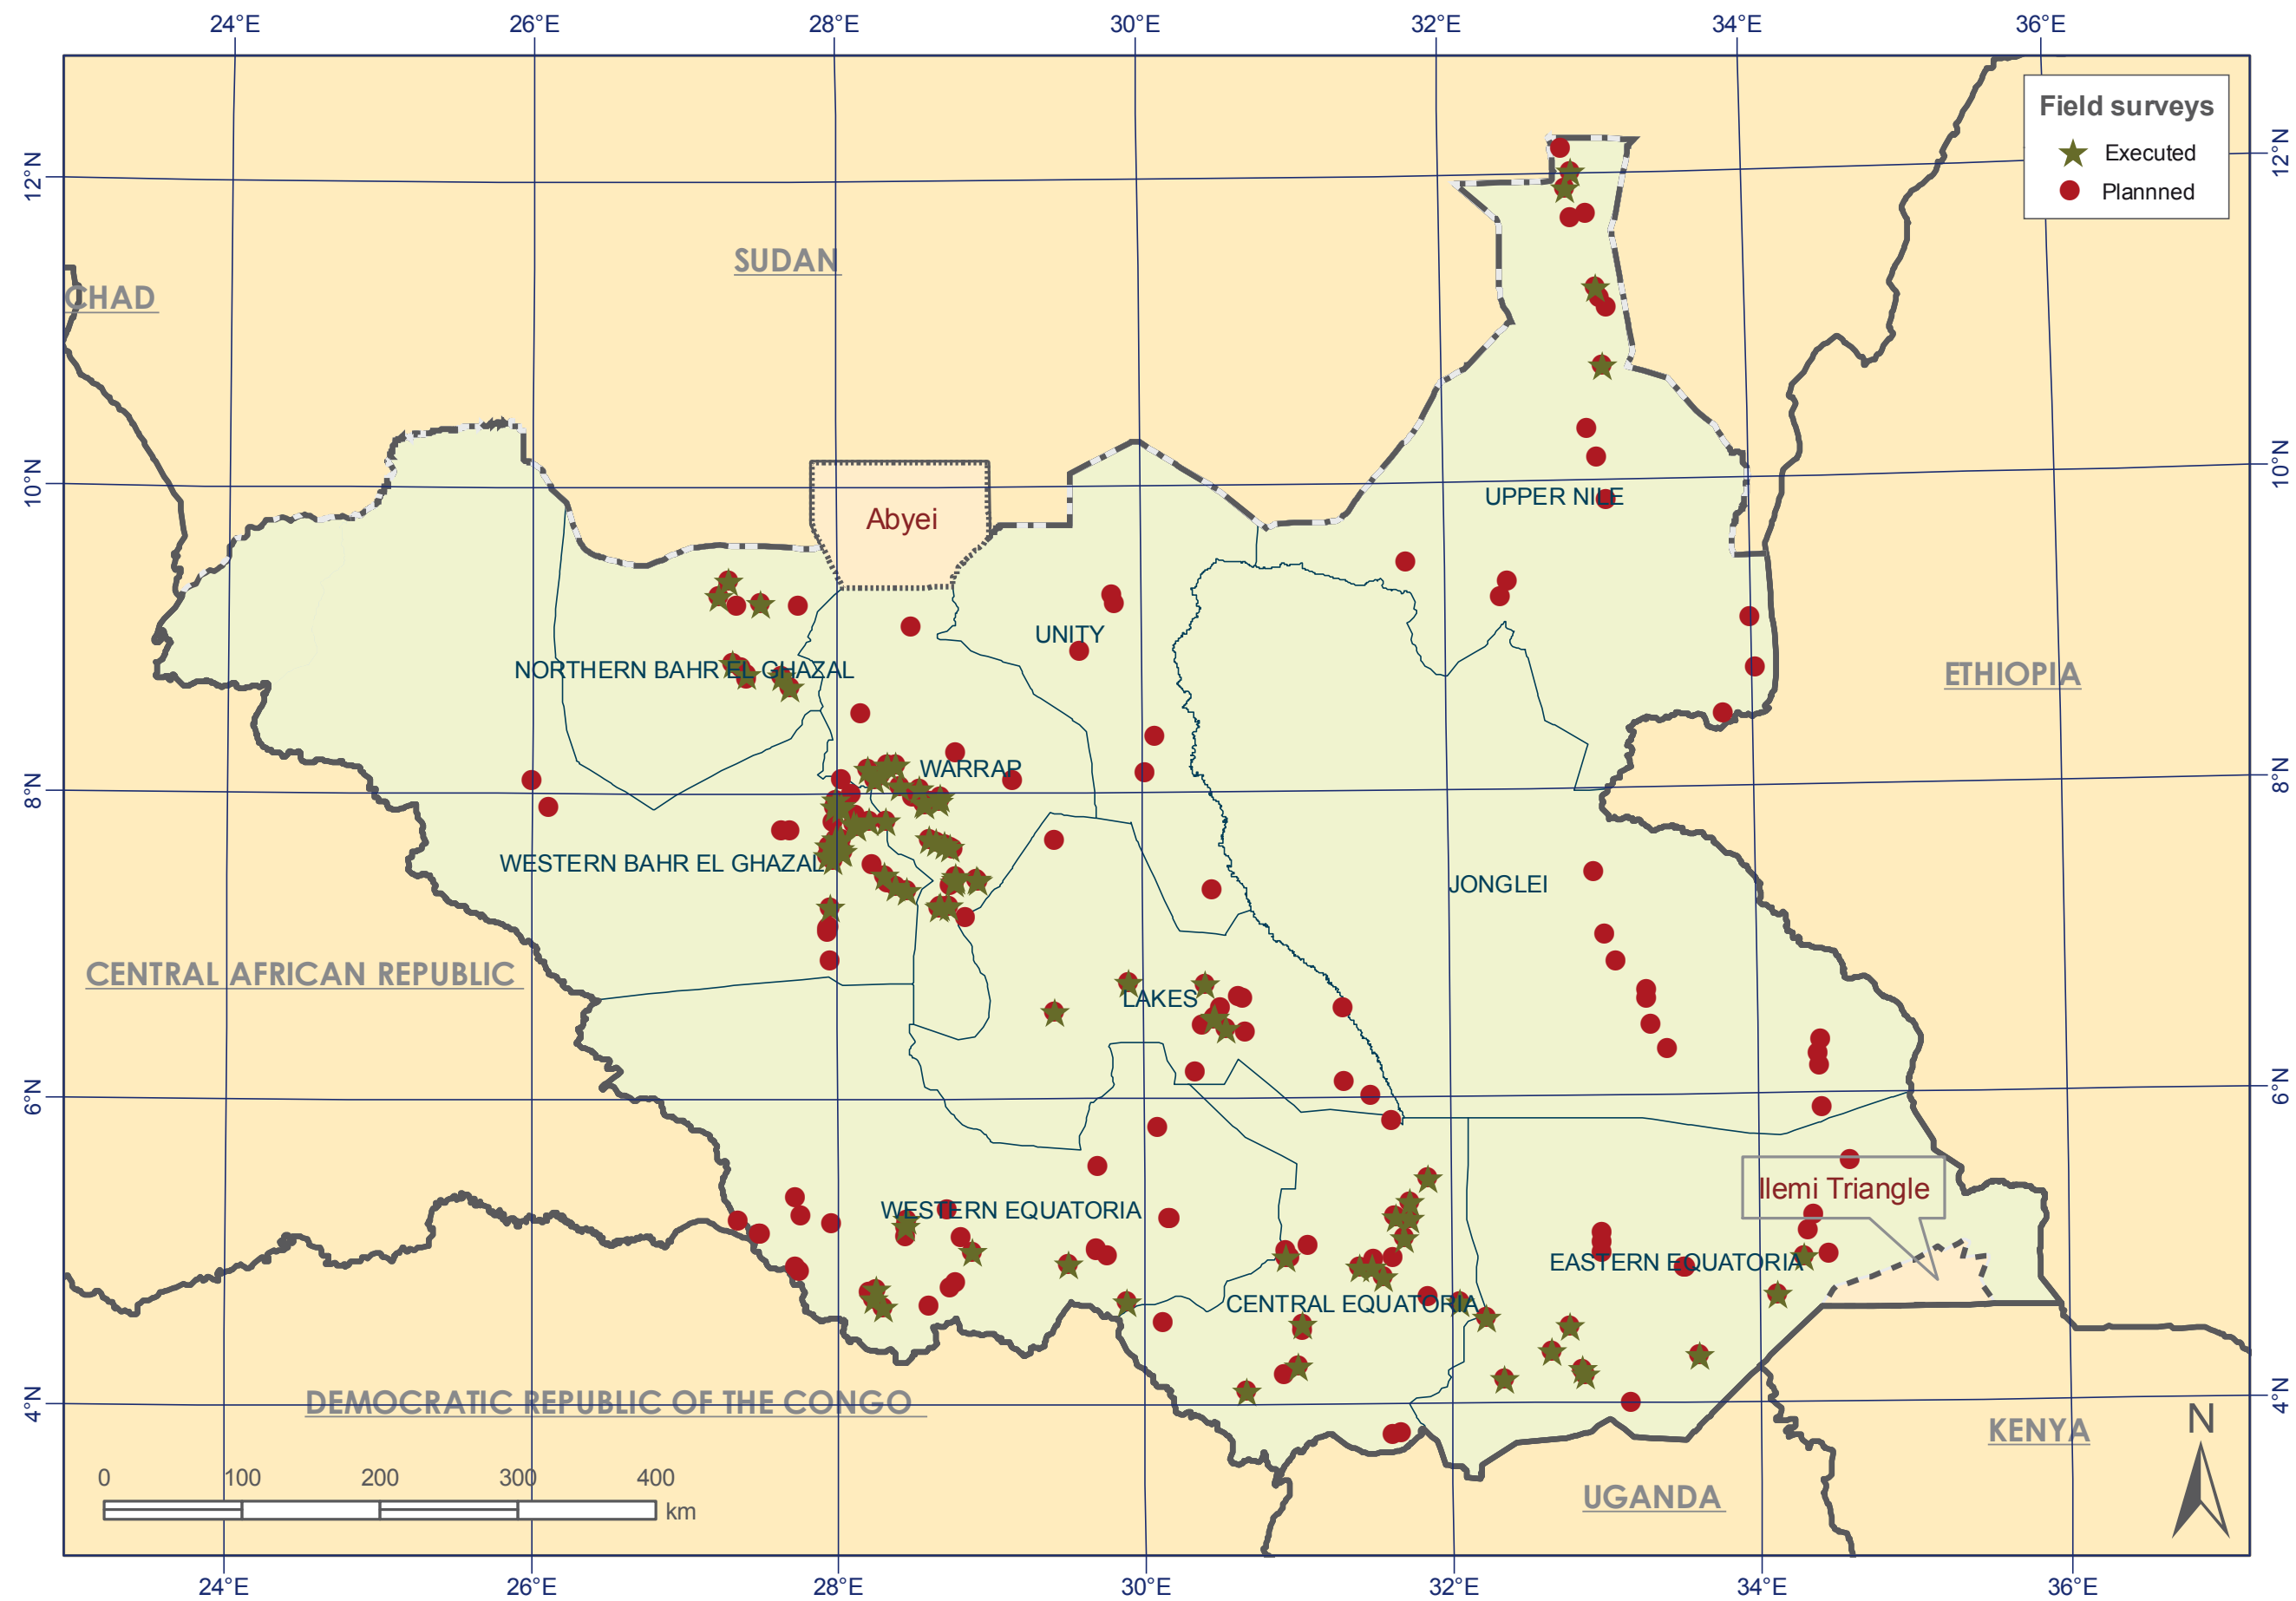 24°E 26°E 28°E 30°E 32°E 34°E 36°E
Field surveys
Executed
Plannned
12°N
12°N
SUDAN
CHAD
10°N
10°N
UPPER NILE
Abyei
UNITY
NORTHERN BAHR EL GHAZAL
ETHIOPIA
WARRAP
8°N
8°N
WESTERN BAHR EL GHAZAL
JONGLEI
CENTRAL AFRICAN REPUBLIC
LAKES
6°N
6°N
Ilemi Triangle
WESTERN EQUATORIA
EASTERN EQUATORIA
CENTRAL EQUATORIA
4°N
4°N
DEMOCRATIC REPUBLIC OF THE CONGO
N
KENYA
0 100 200 300 400
km
UGANDA
24°E 26°E 28°E 30°E 32°E 34°E 36°E